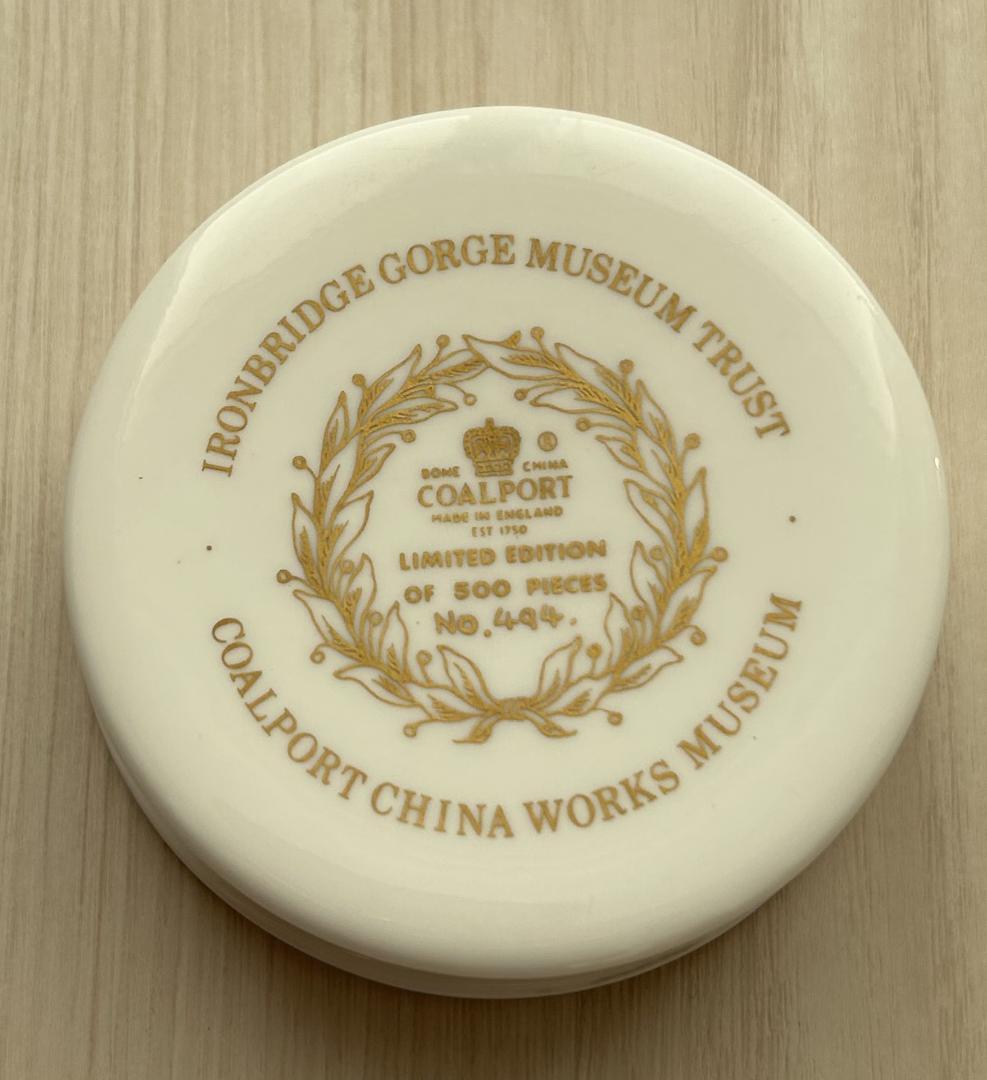 IRONBRIDGE GORGE MUSEUM TRUST
BONE CHINA ®
COALPORT
MADE IN ENGLAND
EST 1750
LIMITED EDITION
OF 500 PIECES
No. 494.
COALPORT CHINA WORKS MUSEUM